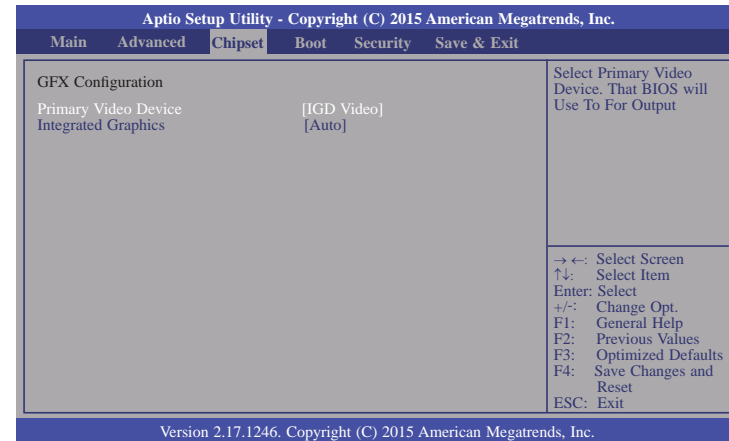 Aptio Setup Utility - Copyright (C) 2015 American Megatrends, Inc.
Main Advanced Chipset Boot Security Save & Exit
GFX Configuration
Primary Video Device [IGD Video]
Integrated Graphics [Auto]
Select Primary Video
Device. That BIOS will
Use To For Output
→ ←: Select Screen
↑↓: Select Item
Enter: Select
+/-: Change Opt.
F1: General Help
F2: Previous Values
F3: Optimized Defaults
F4: Save Changes and
Reset
ESC: Exit
Version 2.17.1246. Copyright (C) 2015 American Megatrends, Inc.